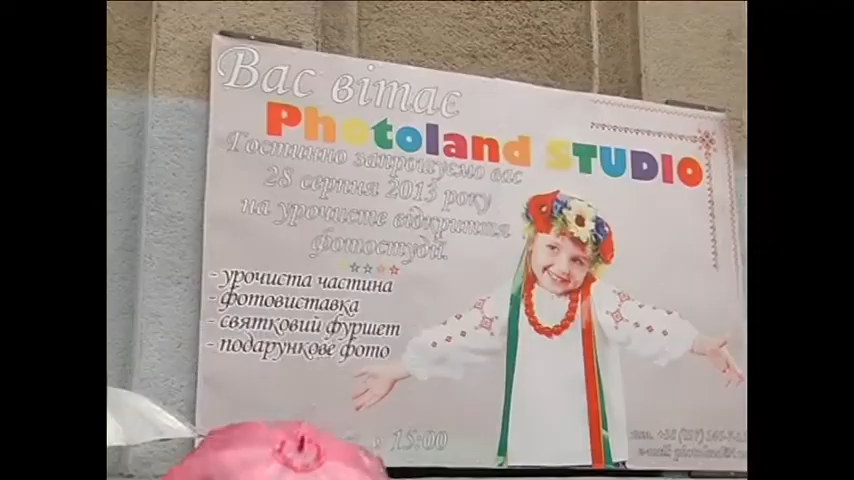 Вас вітає
Photoland STUDIO
Гостинно запрошуємо вас
28 серпня 2013 року
на урочисте відкриття
фотостудії.
- урочиста частина
- фотовиставка
- святковий фуршет
- подарункове фото
15:00